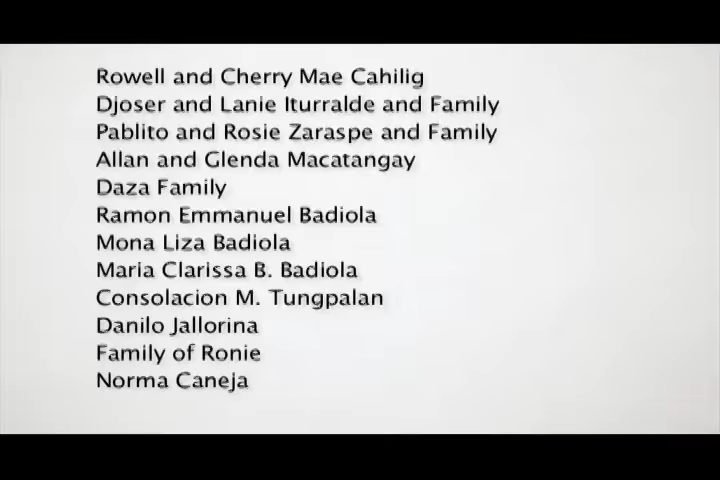 Rowell and Cherry Mae Cahilig
Djoser and Lanie Iturralde and Family
Pablito and Rosie Zaraspe and Family
Allan and Glenda Macatangay
Daza Family
Ramon Emmanuel Badiola
Mona Liza Badiola
Maria Clarissa B. Badiola
Consolacion M. Tungpalan
Danilo Jallorina
Family of Ronie
Norma Caneja